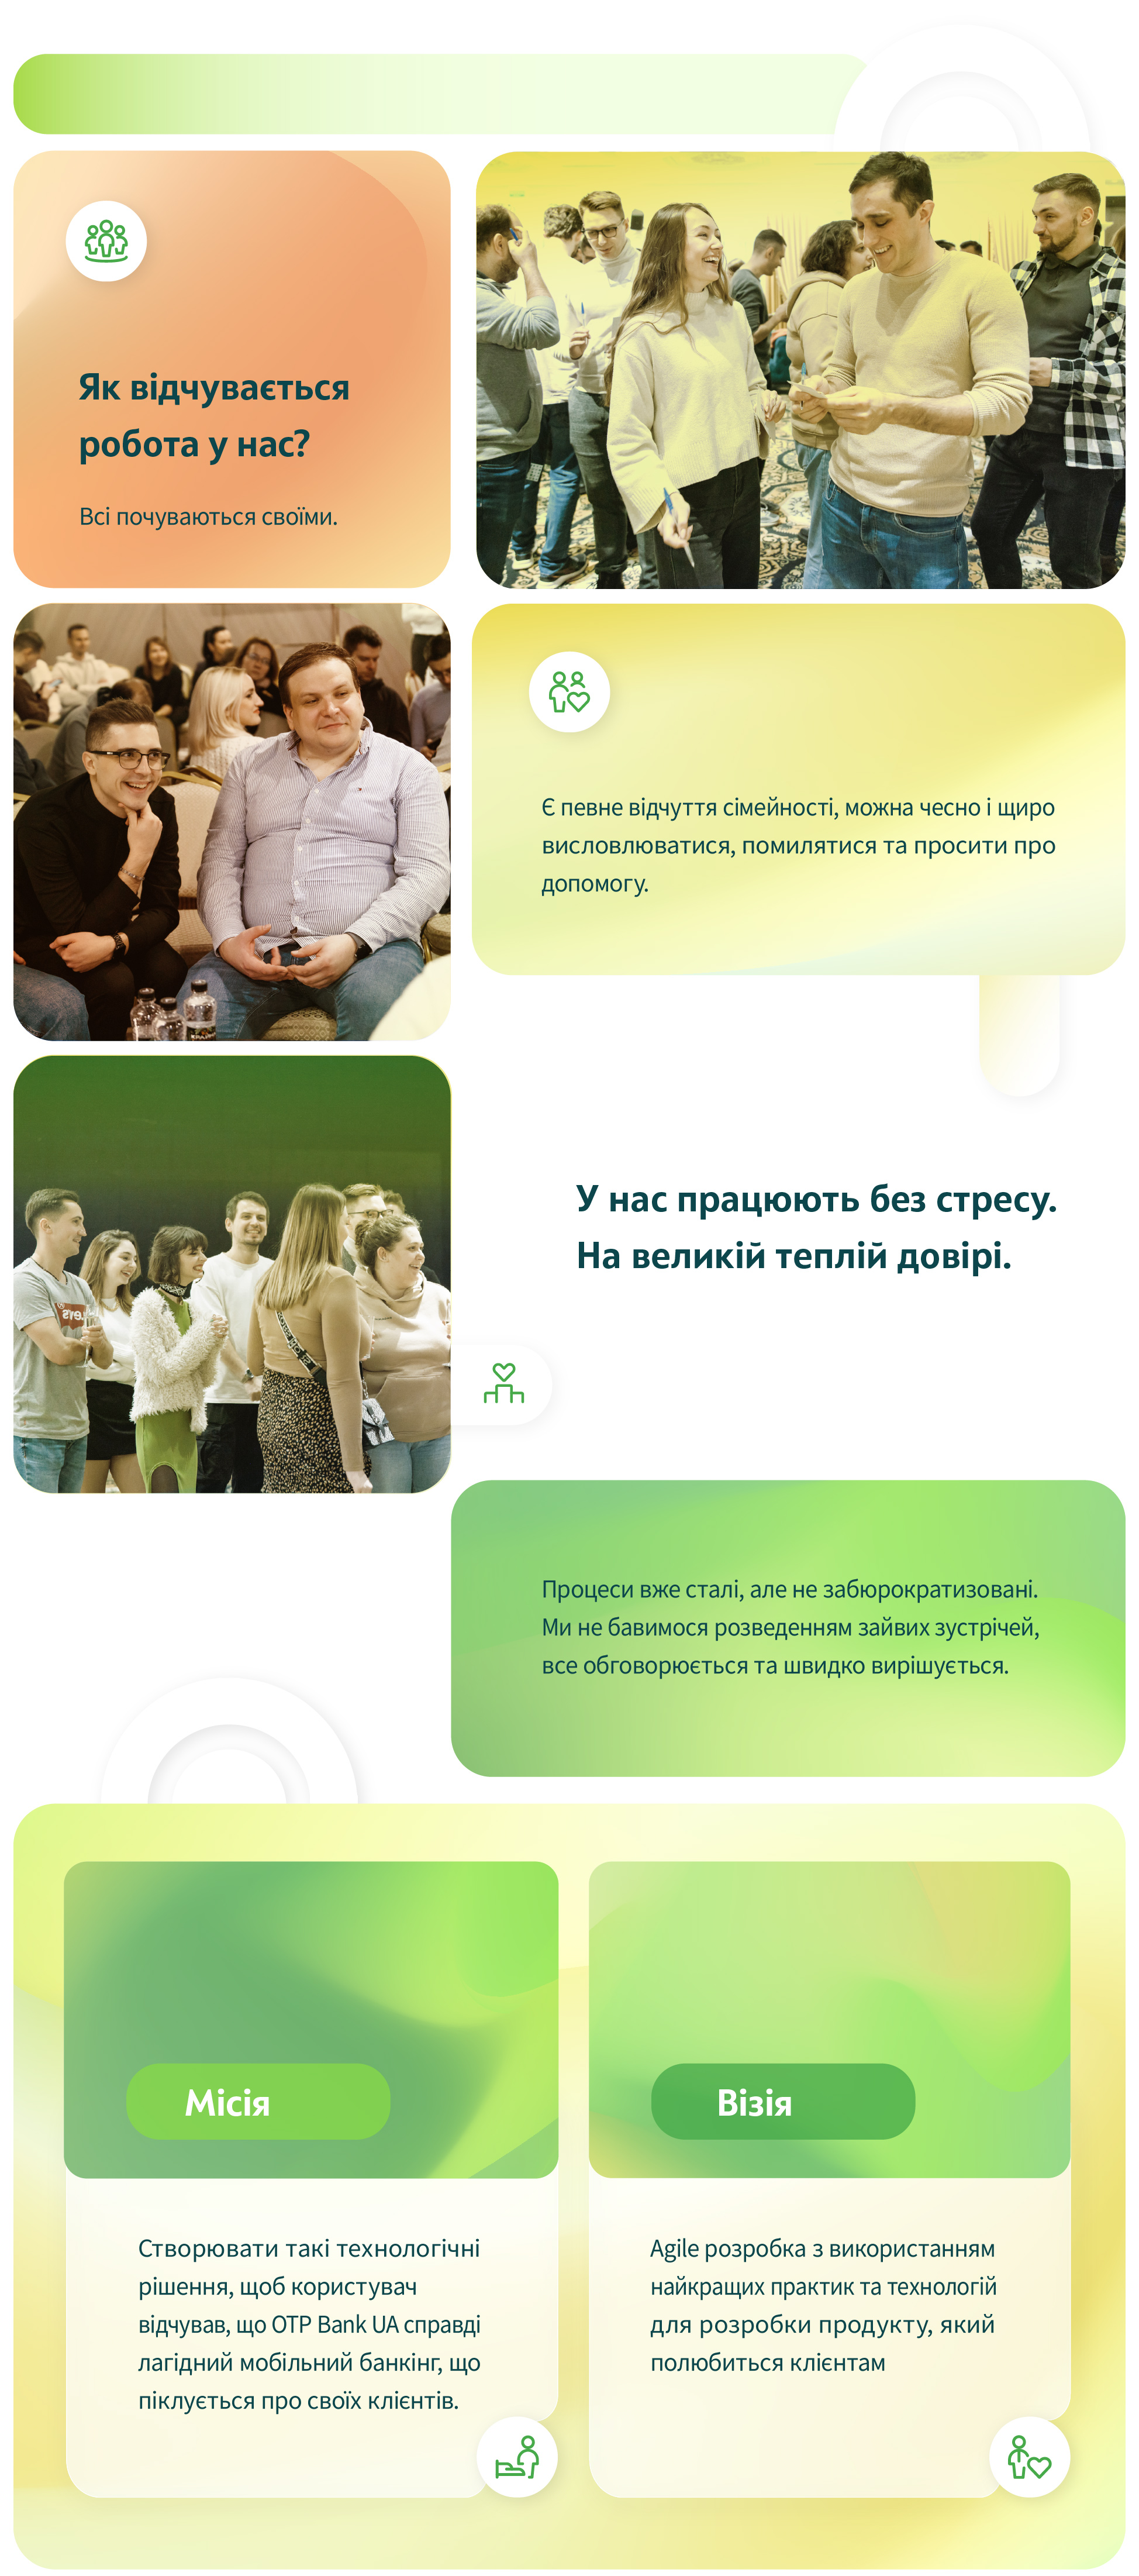 Як відчувається
робота у нас?
Всі почуваються своїми.
Є певне відчуття сімейності, можна чесно і щиро
висловлюватися, помилятися та просити про
допомогу.
У нас працюють без стресу.
На великій теплій довірі.
Процеси вже сталі, але не забюрократизовані.
Ми не бавимося розведенням зайвих зустрічей,
все обговорюється та швидко вирішується.
Місія
Створювати такі технологічні
рішення, щоб користувач
відчував, що OTP Bank UA справді
лагідний мобільний банкінг, що
піклується про своїх клієнтів.
Візія
Agile розробка з використанням
найкращих практик та технологій
для розробки продукту, який
полюбиться клієнтам